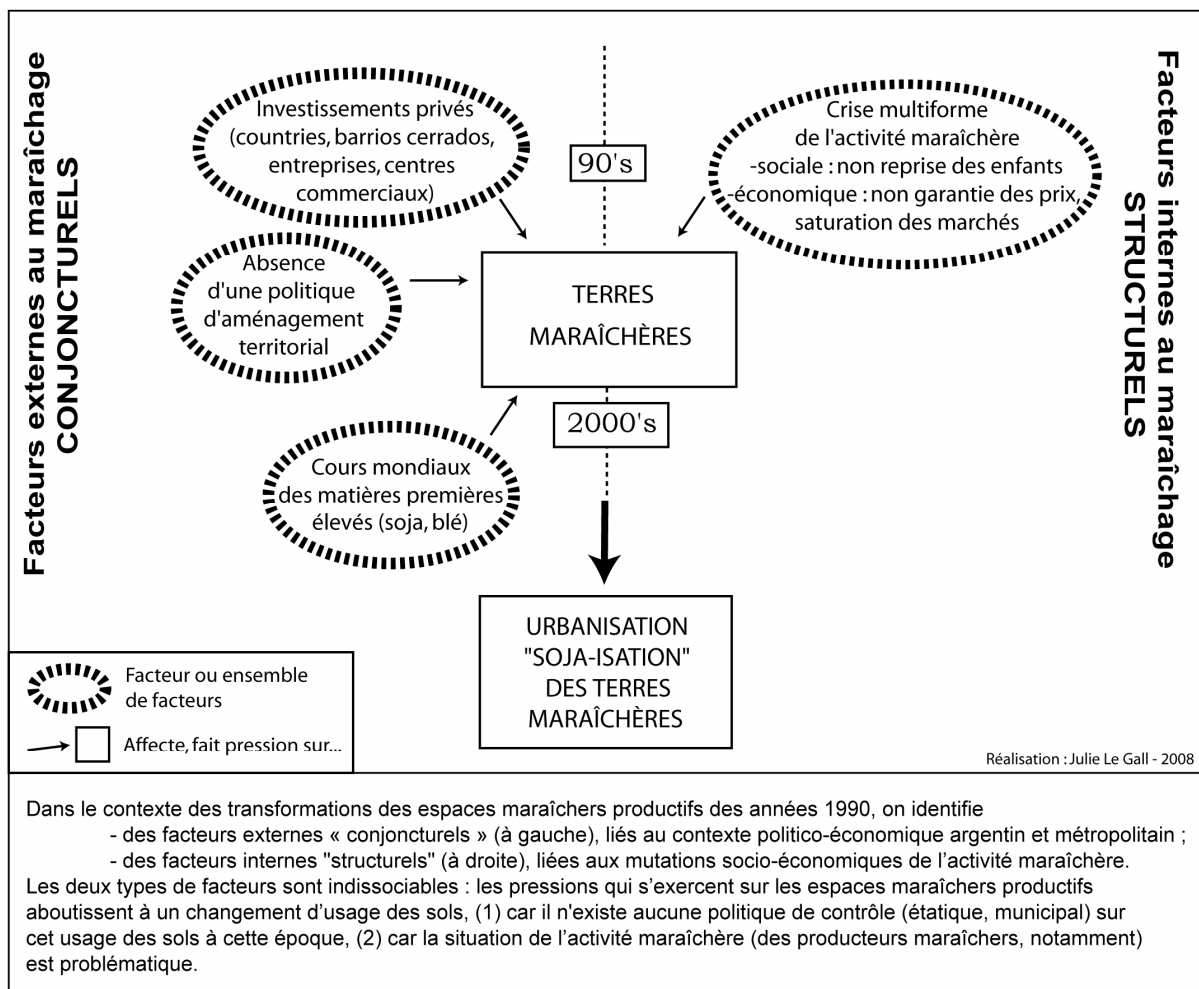 Facteurs externes au maraîchage
CONJONCTURELS
Investissements privés
(countries, barrios cerrados,
entreprises, centres
commerciaux)
90's
Crise multiforme
de l'activité maraîchère
-sociale : non reprise des enfants
-économique : non garantie des prix,
saturation des marchés
Facteurs internes au maraîchage
STRUCTURELS
Absence
d'une politique
d'aménagement
territorial
TERRES
MARAÎCHÈRES
2000's
Cours mondiaux
des matières premières
élevés (soja, blé)
URBANISATION
"SOJA-ISATION"
DES TERRES
MARAÎCHÈRES
Facteur ou ensemble
de facteurs
Affecte, fait pression sur...
Réalisation : Julie Le Gall - 2008
Dans le contexte des transformations des espaces maraîchers productifs des années 1990, on identifie
- des facteurs externes « conjoncturels » (à gauche), liés au contexte politico-économique argentin et métropolitain ;
- des facteurs internes "structurels" (à droite), liées aux mutations socio-économiques de l’activité maraîchère.
Les deux types de facteurs sont indissociables : les pressions qui s’exercent sur les espaces maraîchers productifs
aboutissent à un changement d’usage des sols, (1) car il n'existe aucune politique de contrôle (étatique, municipal) sur
cet usage des sols à cette époque, (2) car la situation de l’activité maraîchère (des producteurs maraîchers, notamment)
est problématique.